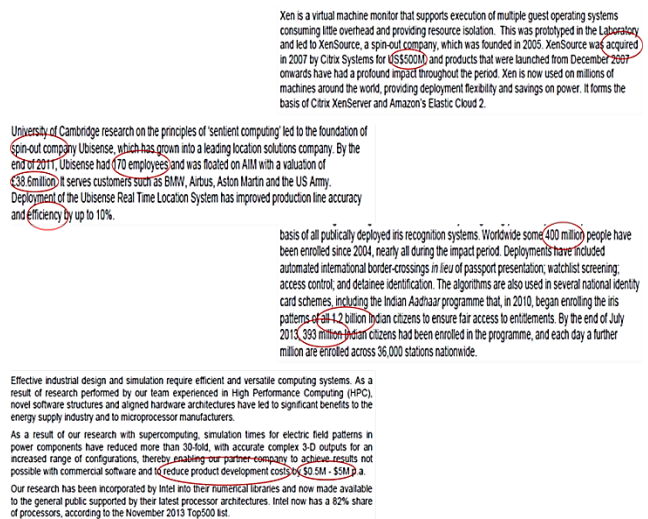 Xen is a virtual machine monitor that supports execution of multiple guest operating systems
consuming little overhead and providing resource isolation. This was prototyped in the Laboratory
and led to XenSource, a spin-out company, which was founded in 2005. XenSource was acquired
in 2007 by Citrix Systems for US$500M) and products that were launched from December 2007
onwards have had a profound impact throughout the period. Xen is now used on millions of
machines around the world, providing deployment flexibility and savings on power. It forms the
basis of Citrix XenServer and Amazon's Elastic Cloud 2.
University of Cambridge research on the principles of 'sentient computing' led to the foundation of
spin-out company Ubisense, which has grown into a leading location solutions company. By the
end of 2011, Ubisense had 170 employees and was floated on AIM with a valuation of
£38.6million. It serves customers such as BMW, Airbus, Aston Martin and the US Army.
Deployment of the Ubisense Real Time Location System has improved production line accuracy
and efficiency by up to 10%.
basis of all publically deployed iris recognition systems. Worldwide some 400 million people have
been enrolled since 2004, nearly all during the impact period. Deployments have included
automated international border-crossings in lieu of passport presentation; watchlist screening;
access control; and detainee identification. The algorithms are also used in several national identity
card schemes, including the Indian Aadhaar programme that, in 2010, began enrolling the iris
patterns of all 1.2 billion Indian citizens to ensure fair access to entitlements. By the end of July
2013, 393 million Indian citizens had been enrolled in the programme, and each day a further
million are enrolled across 36,000 stations nationwide.
Effective industrial design and simulation require efficient and versatile computing systems. As a
result of research performed by our team experienced in High Performance Computing (HPC),
novel software structures and aligned hardware architectures have led to significant benefits to the
energy supply industry and to microprocessor manufacturers.
As a result of our research with supercomputing, simulation times for electric field patterns in
power components have reduced more than 30-fold, with accurate complex 3-D outputs for an
increased range of configurations, thereby enabling our partner company to achieve results not
possible with commercial software and to reduce product development costs by $0.5M - $5M p.a.
Our research has been incorporated by Intel into their numerical libraries and now made available
to the general public supported by their latest processor architectures. Intel now has a 82% share
of processors, according to the November 2013 Top500 list.